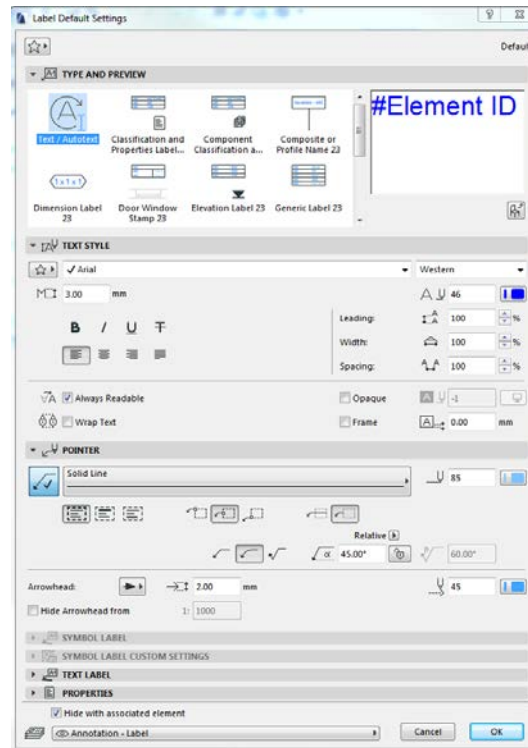 Label Default Settings
Defaul
TYPE AND PREVIEW
Text / Autotext
Classification and Properties Label...
Component Classification a...
Composite or Profile Name 23
#Element ID
1x1x1
Dimension Label 23
Door Window Stamp 23
Elevation Label 23
Generic Label 23
TEXT STYLE
Arial
Western
3.00 mm
46
B I U T
Leading: 100 %
Width: 100 %
Spacing: 100 %
Always Readable
Opaque
-1
Wrap Text
Frame
0.00 mm
POINTER
Solid Line
85
Relative
45.00°
60.00°
Arrowhead:
2.00 mm
45
Hide Arrowhead from
1: 1000
SYMBOL LABEL
SYMBOL LABEL CUSTOM SETTINGS
TEXT LABEL
PROPERTIES
Hide with associated element
Annotation - Label
Cancel
OK